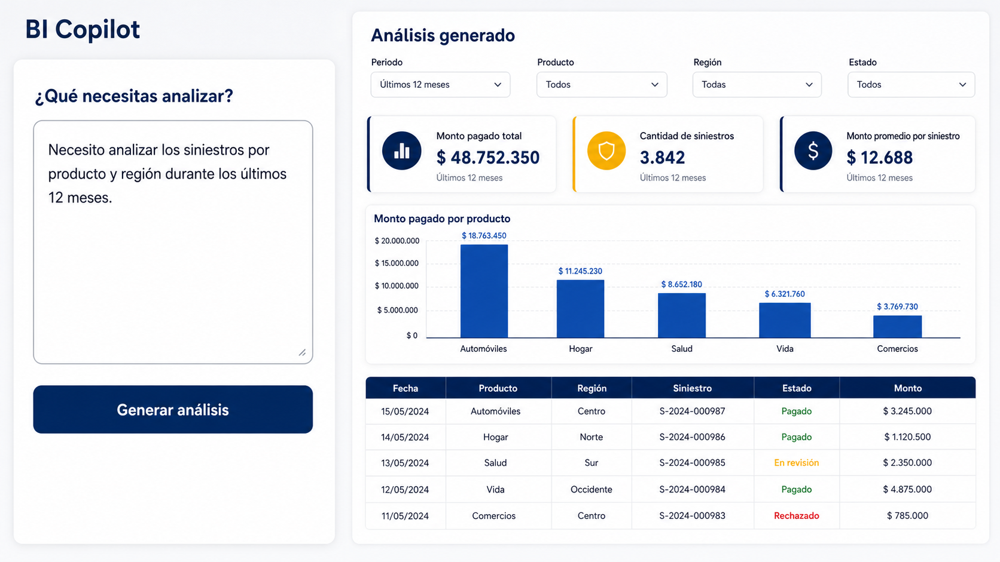 BI Copilot
¿Qué necesitas analizar?
Necesito analizar los siniestros por
producto y región durante los últimos
12 meses.
Generar análisis
Análisis generado
Periodo Producto Región Estado
Últimos 12 meses Todos Todas Todos
Monto pagado total
$ 48.752.350
Últimos 12 meses
Cantidad de siniestros
3.842
Últimos 12 meses
Monto promedio por siniestro
$ 12.688
Últimos 12 meses
Monto pagado por producto
$ 20.000.000
$ 15.000.000
$ 10.000.000
$ 5.000.000
$ 0
$ 18.763.450
$ 11.245.230
$ 8.652.180
$ 6.321.760
$ 3.769.730
Automóviles Hogar Salud Vida Comercios
Fecha Producto Región Siniestro Estado Monto
15/05/2024 Automóviles Centro S-2024-000987 Pagado $ 3.245.000
14/05/2024 Hogar Norte S-2024-000986 Pagado $ 1.120.500
13/05/2024 Salud Sur S-2024-000985 En revisión $ 2.350.000
12/05/2024 Vida Occidente S-2024-000984 Pagado $ 4.875.000
11/05/2024 Comercios Centro S-2024-000983 Rechazado $ 785.000